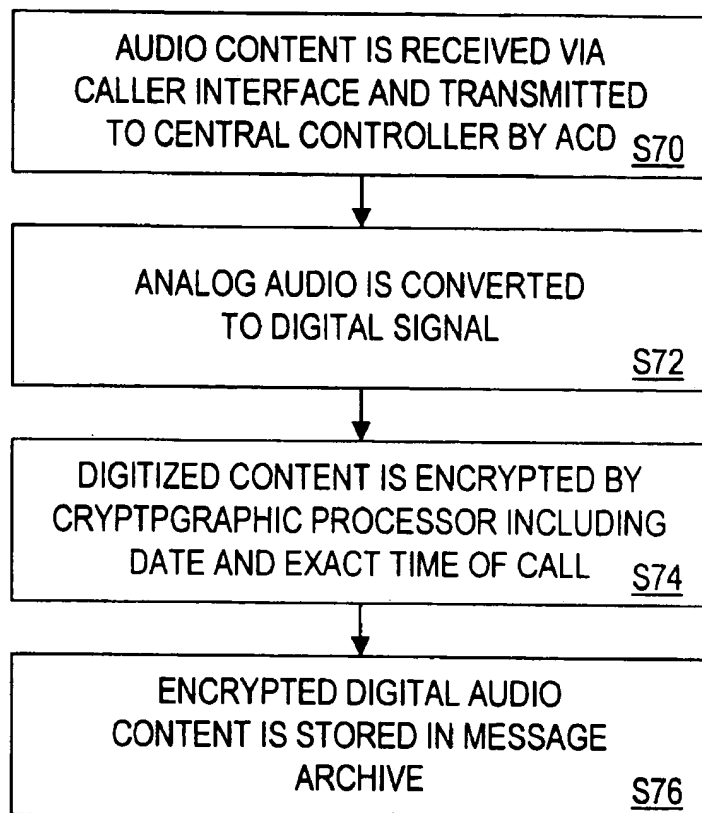 AUDIO CONTENT IS RECEIVED VIA
CALLER INTERFACE AND TRANSMITTED
TO CENTRAL CONTROLLER BY ACD
S70
ANALOG AUDIO IS CONVERTED
TO DIGITAL SIGNAL
S72
DIGITIZED CONTENT IS ENCRYPTED BY
CRYPTPGRAPHIC PROCESSOR INCLUDING
DATE AND EXACT TIME OF CALL
S74
ENCRYPTED DIGITAL AUDIO
CONTENT IS STORED IN MESSAGE
ARCHIVE
S76